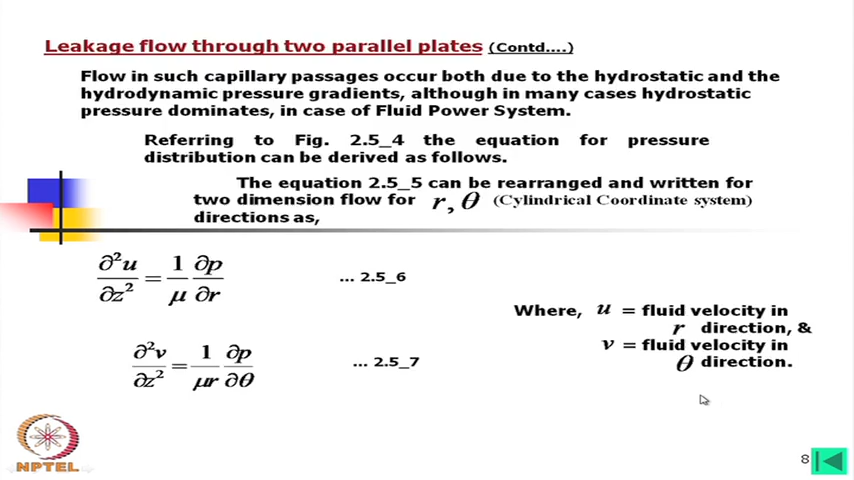 Leakage flow through two parallel plates (Contd....)
Flow in such capillary passages occur both due to the hydrostatic and the
hydrodynamic pressure gradients, although in many cases hydrostatic
pressure dominates, in case of Fluid Power System.
Referring to Fig. 2.5_4 the equation for pressure
distribution can be derived as follows.
The equation 2.5_5 can be rearranged and written for
two dimension flow for r, θ (Cylindrical Coordinate system)
directions as,
∂²u/∂z² = 1/μ ∂p/∂r ... 2.5_6
Where, u = fluid velocity in
r direction, &
v = fluid velocity in
θ direction.
∂²v/∂z² = 1/μr ∂p/∂θ ... 2.5_7
NPTEL
8